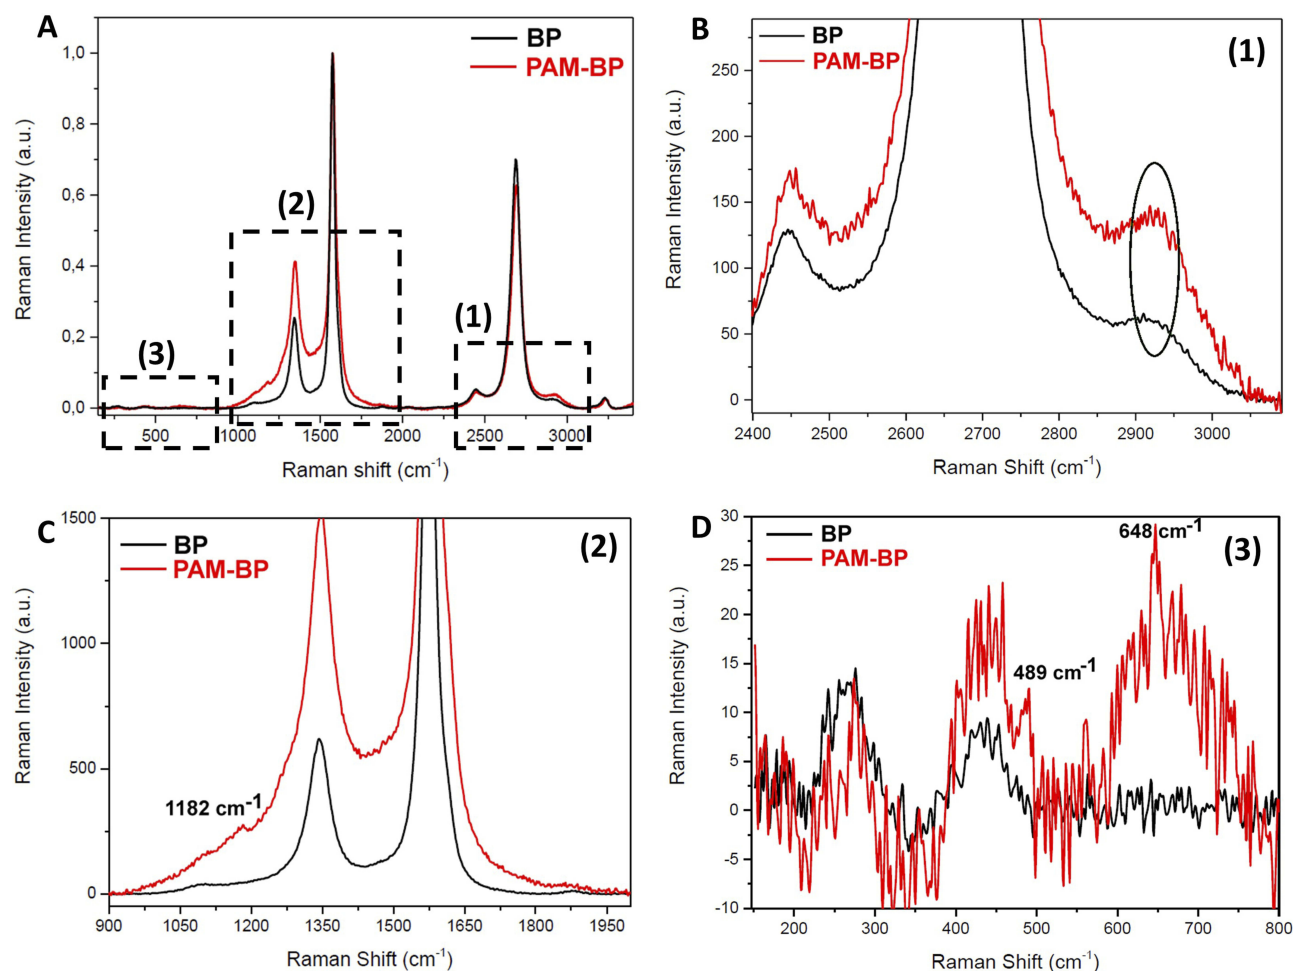 A
BP
PAM-BP
1,0
0,8
0,6
0,4
0,2
0,0
(3)
(2)
(1)
500
1000
1500
2000
2500
3000
Raman shift (cm-1)
Raman Intensity (a.u.)
B
BP
PAM-BP
(1)
250
200
150
100
50
0
2400
2500
2600
2700
2800
2900
3000
Raman Shift (cm-1)
Raman Intensity (a.u.)
C
BP
PAM-BP
(2)
1500
1000
500
0
1182 cm-1
900
1050
1200
1350
1500
1650
1800
1950
Raman Shift (cm-1)
Raman Intensity (a.u.)
D
BP
PAM-BP
648 cm-1
(3)
489 cm-1
30
25
20
15
10
5
0
-5
-10
200
300
400
500
600
700
800
Raman Shift (cm-1)
Raman Intensity (a.u.)